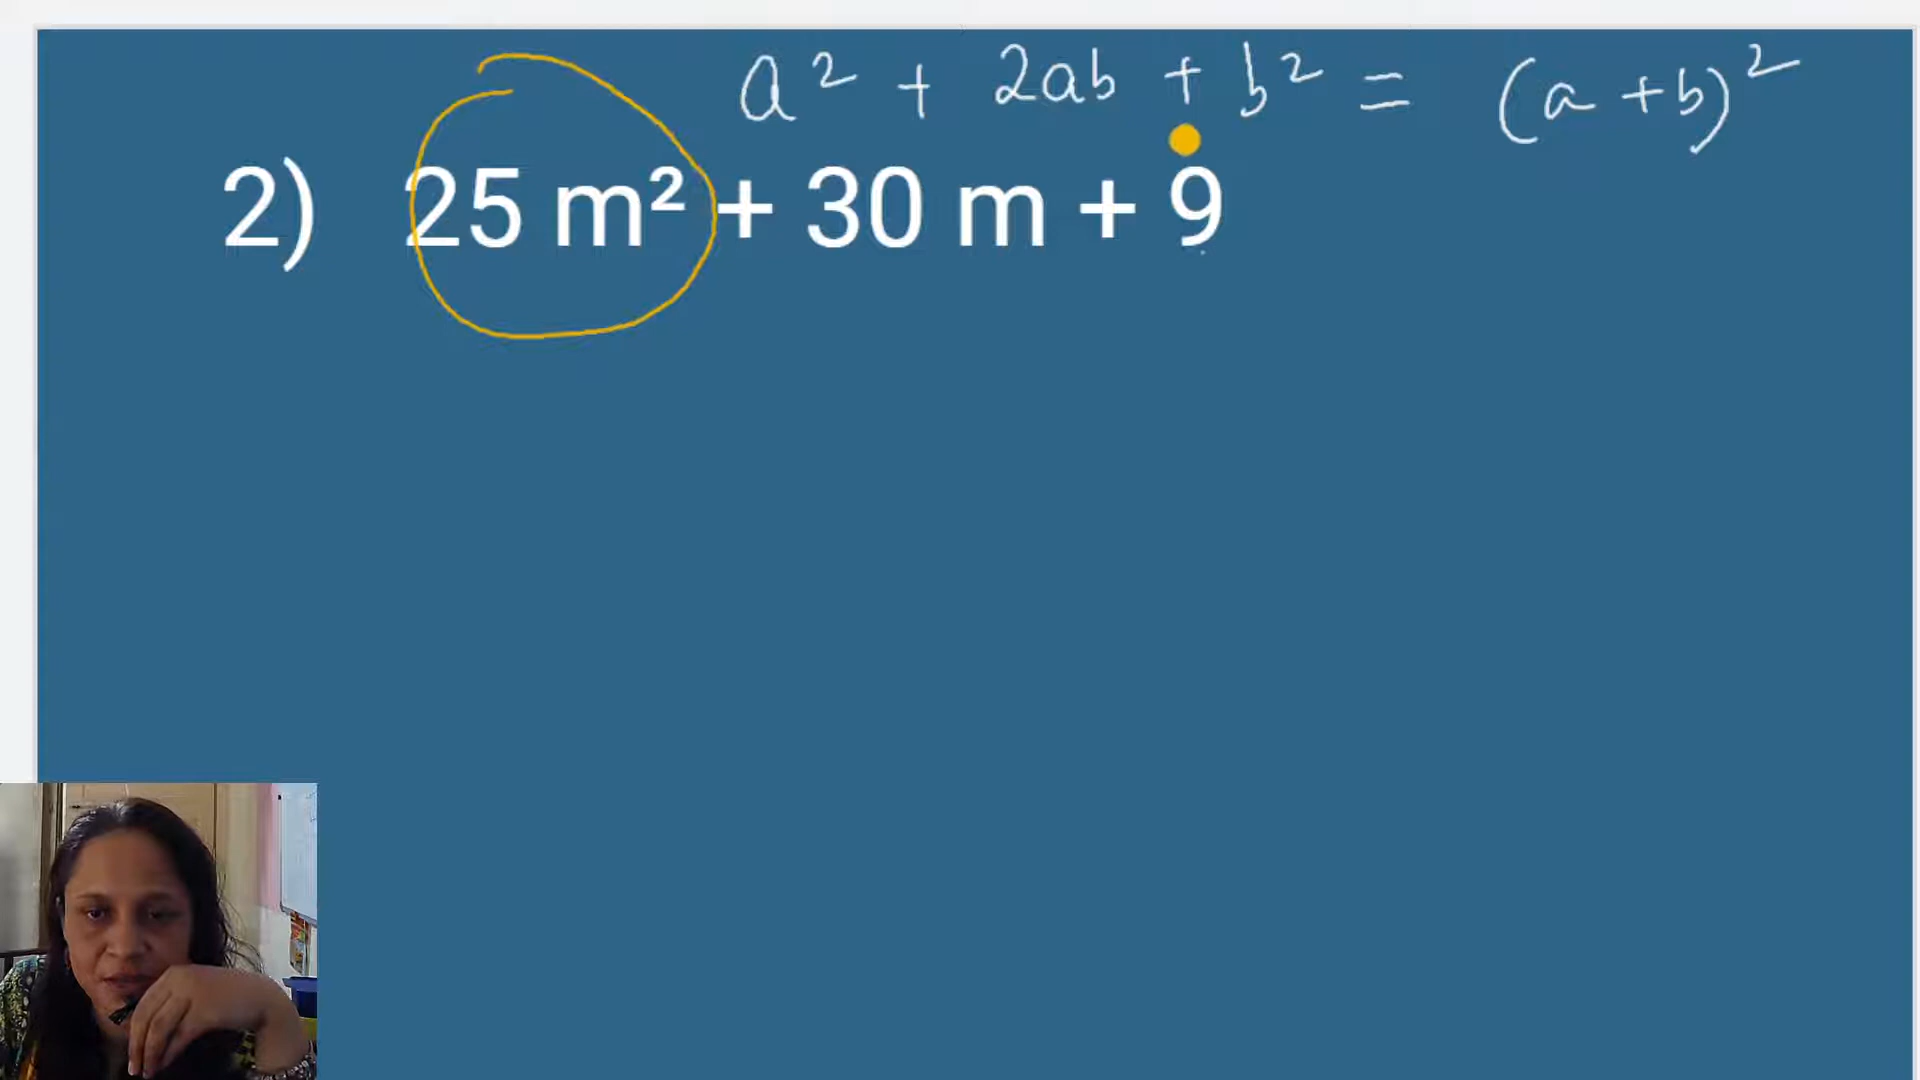 a² + 2ab + b² = (a + b)²
2) 25 m² + 30 m + 9